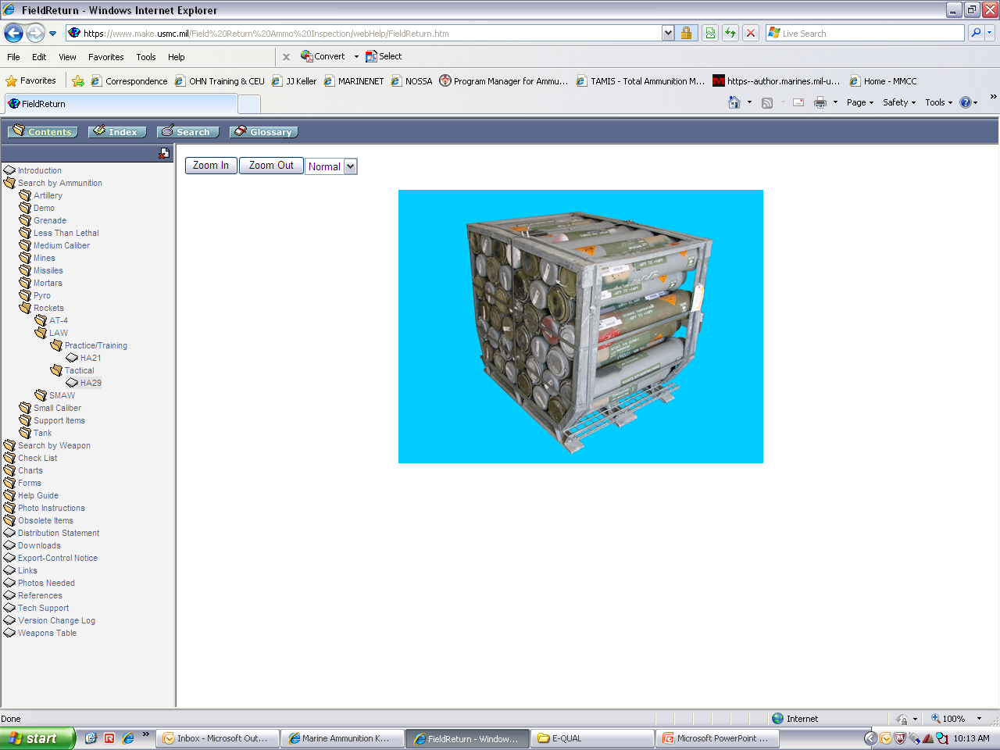 FieldReturn - Windows Internet Explorer
https://www.make.usmc.mil/Field%20Return%20Ammo%20Inspection/webHelp/FieldReturn.htm
Live Search
File Edit View Favorites Tools Help
x Convert Select
Favorites
Correspondence OHN Training & CEU JJ Keller MARINENET NOSSA Program Manager for Ammu... TAMIS - Total Ammunition M... https--author.marines.mil-u... Home - MMCC
FieldReturn
Page Safety Tools
Contents Index Search Glossary
Zoom In Zoom Out Normal
Introduction
Search by Ammunition
Artillery
Demo
Grenade
Less Than Lethal
Medium Caliber
Mines
Missiles
Mortars
Pyro
Rockets
AT-4
LAW
Practice/Training
HA21
Tactical
HA29
SMAW
Small Caliber
Support Items
Tank
Search by Weapon
Check List
Charts
Forms
Help Guide
Photo Instructions
Obsolete Items
Distribution Statement
Downloads
Export-Control Notice
Links
Photos Needed
References
Tech Support
Version Change Log
Weapons Table
Done
Internet
100%
start
Inbox - Microsoft Out...
Marine Ammunition K...
FieldReturn - Window...
E-QUAL
Microsoft PowerPoint ...
10:13 AM